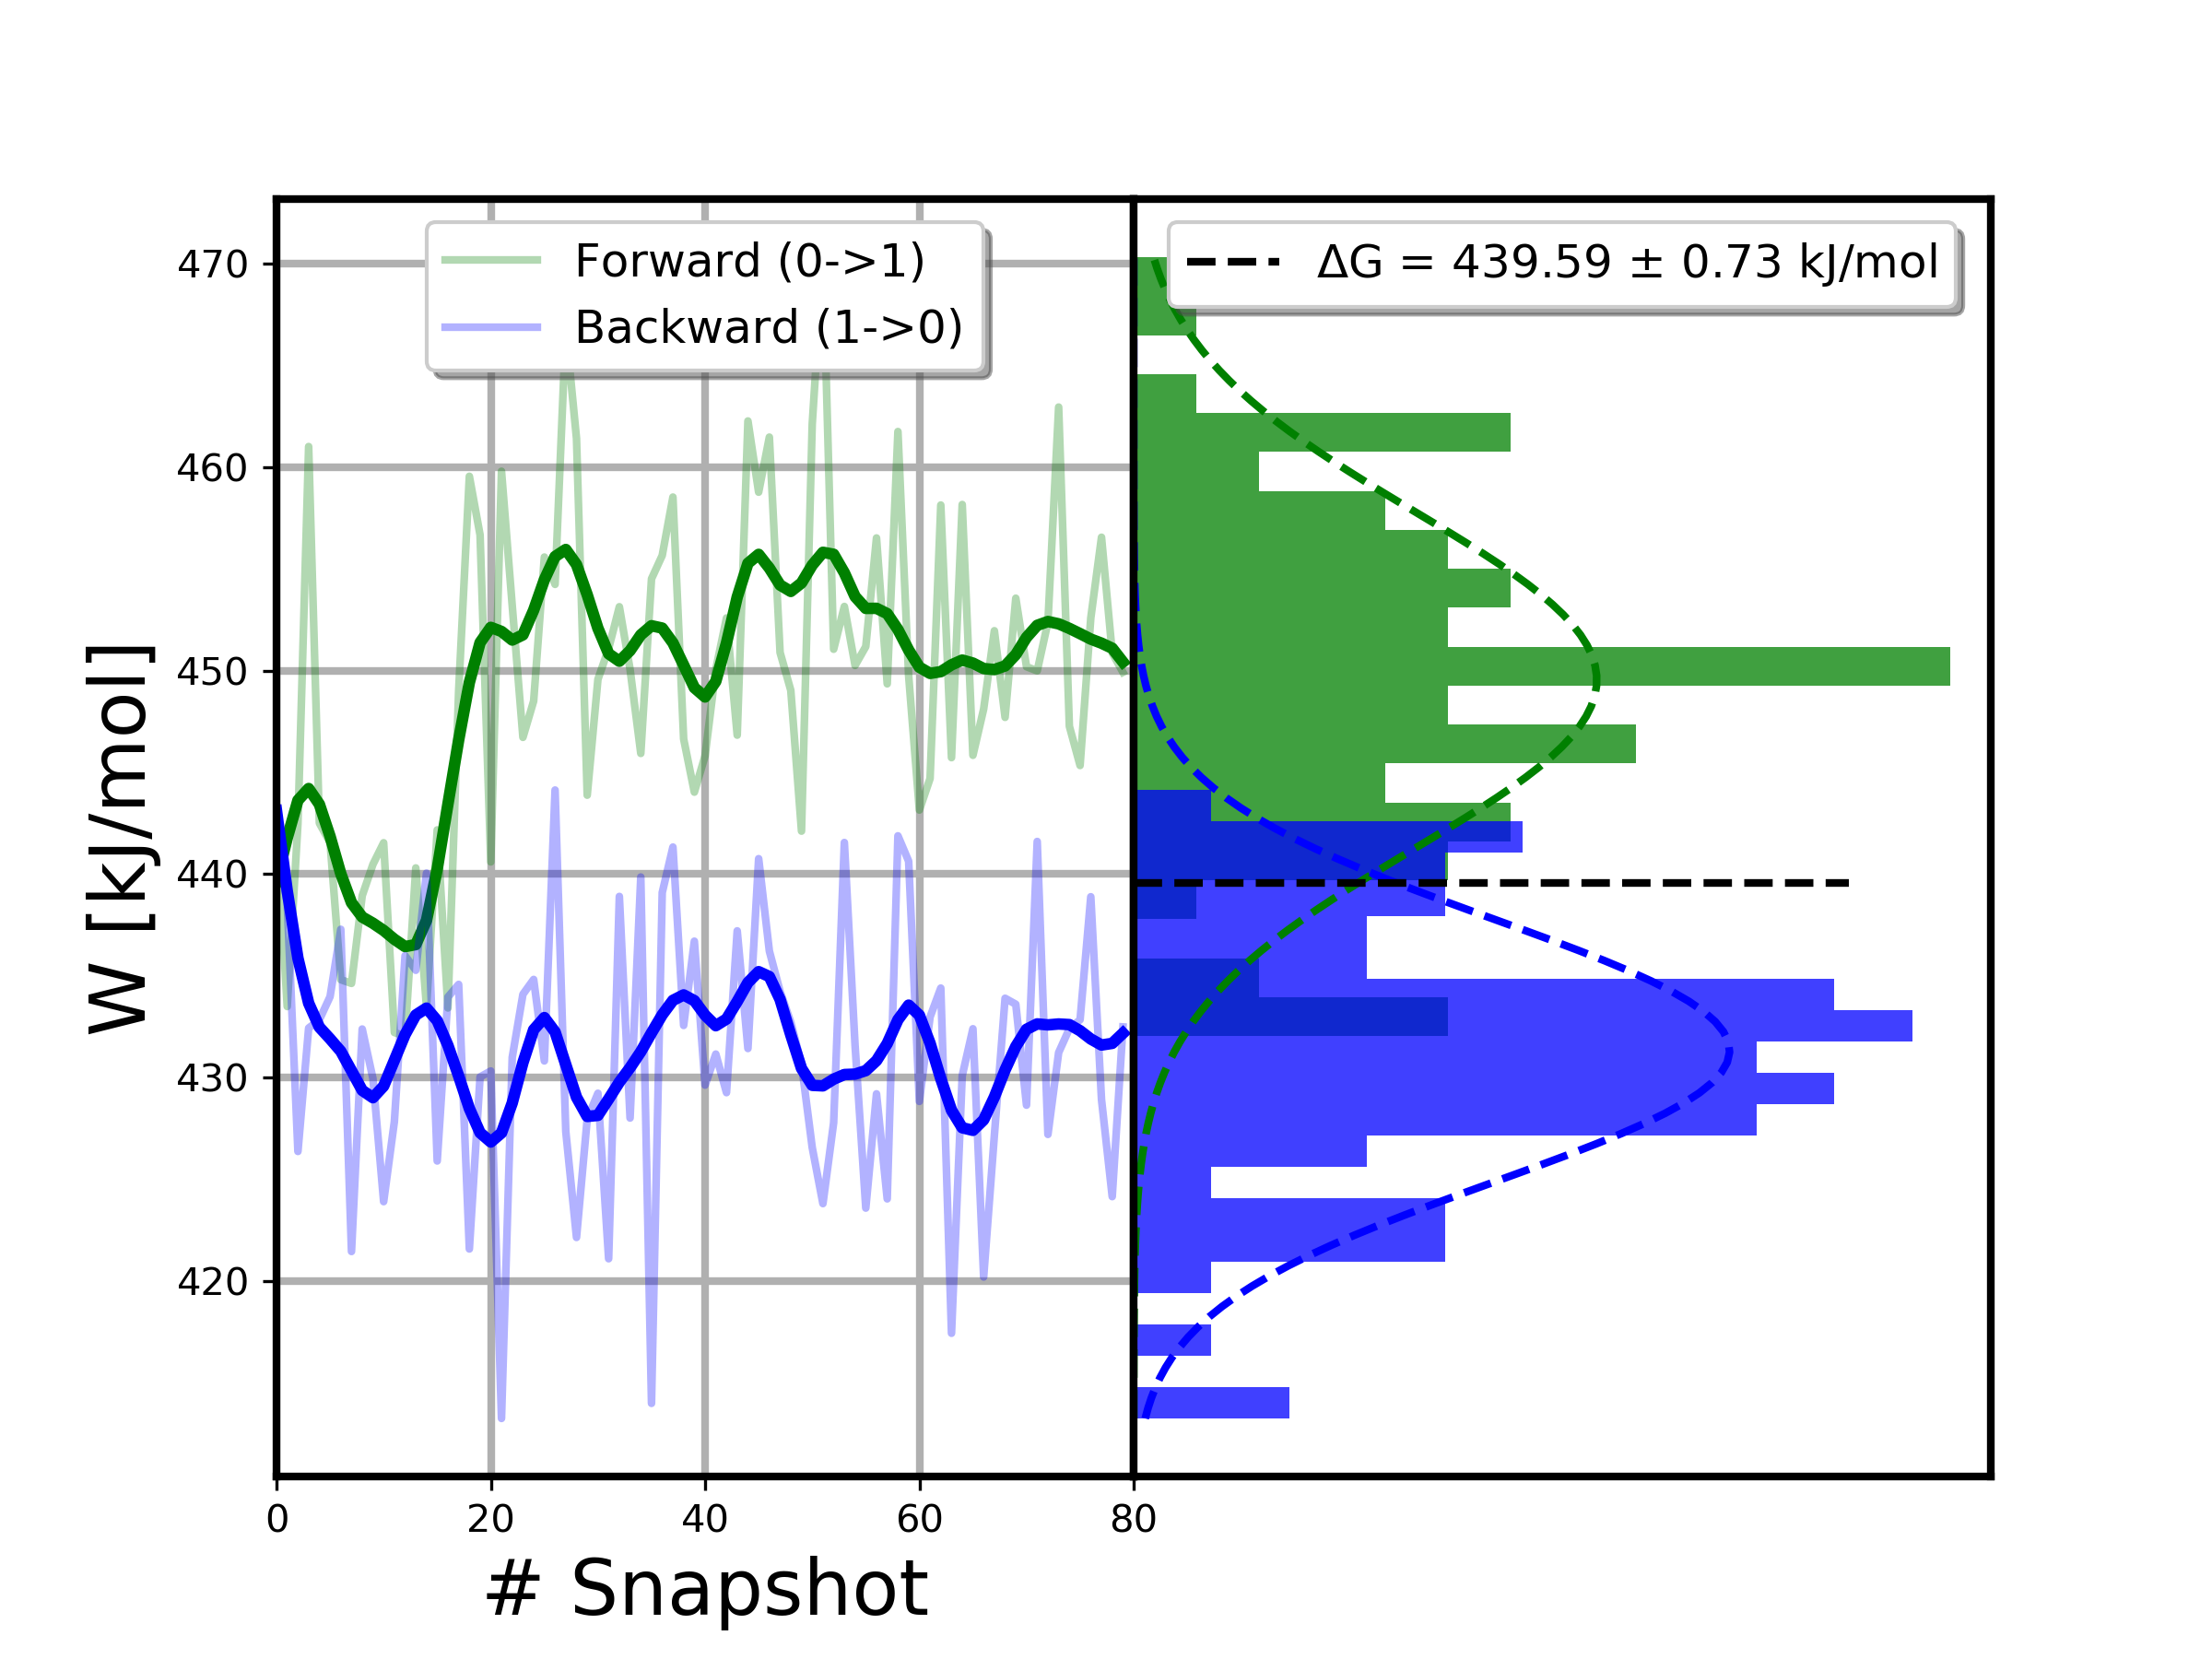 Forward (0->1)
Backward (1->0)
ΔG = 439.59 ± 0.73 kJ/mol
W [kJ/mol]
470
460
450
440
430
420
0 20 40 60 80
# Snapshot